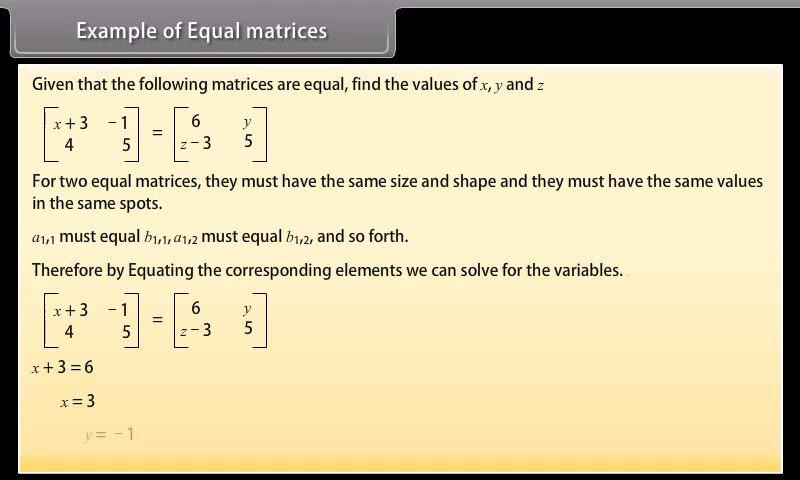 Example of Equal matrices
Given that the following matrices are equal, find the values of x, y and z
[x + 3 −1] = [6 y]
[4 5] [z − 3 5]
For two equal matrices, they must have the same size and shape and they must have the same values
in the same spots.
a₁,₁ must equal b₁,₁, a₁,₂ must equal b₁,₂, and so forth.
Therefore by Equating the corresponding elements we can solve for the variables.
[x + 3 −1] = [6 y]
[4 5] [z − 3 5]
x + 3 = 6
x = 3
y = −1